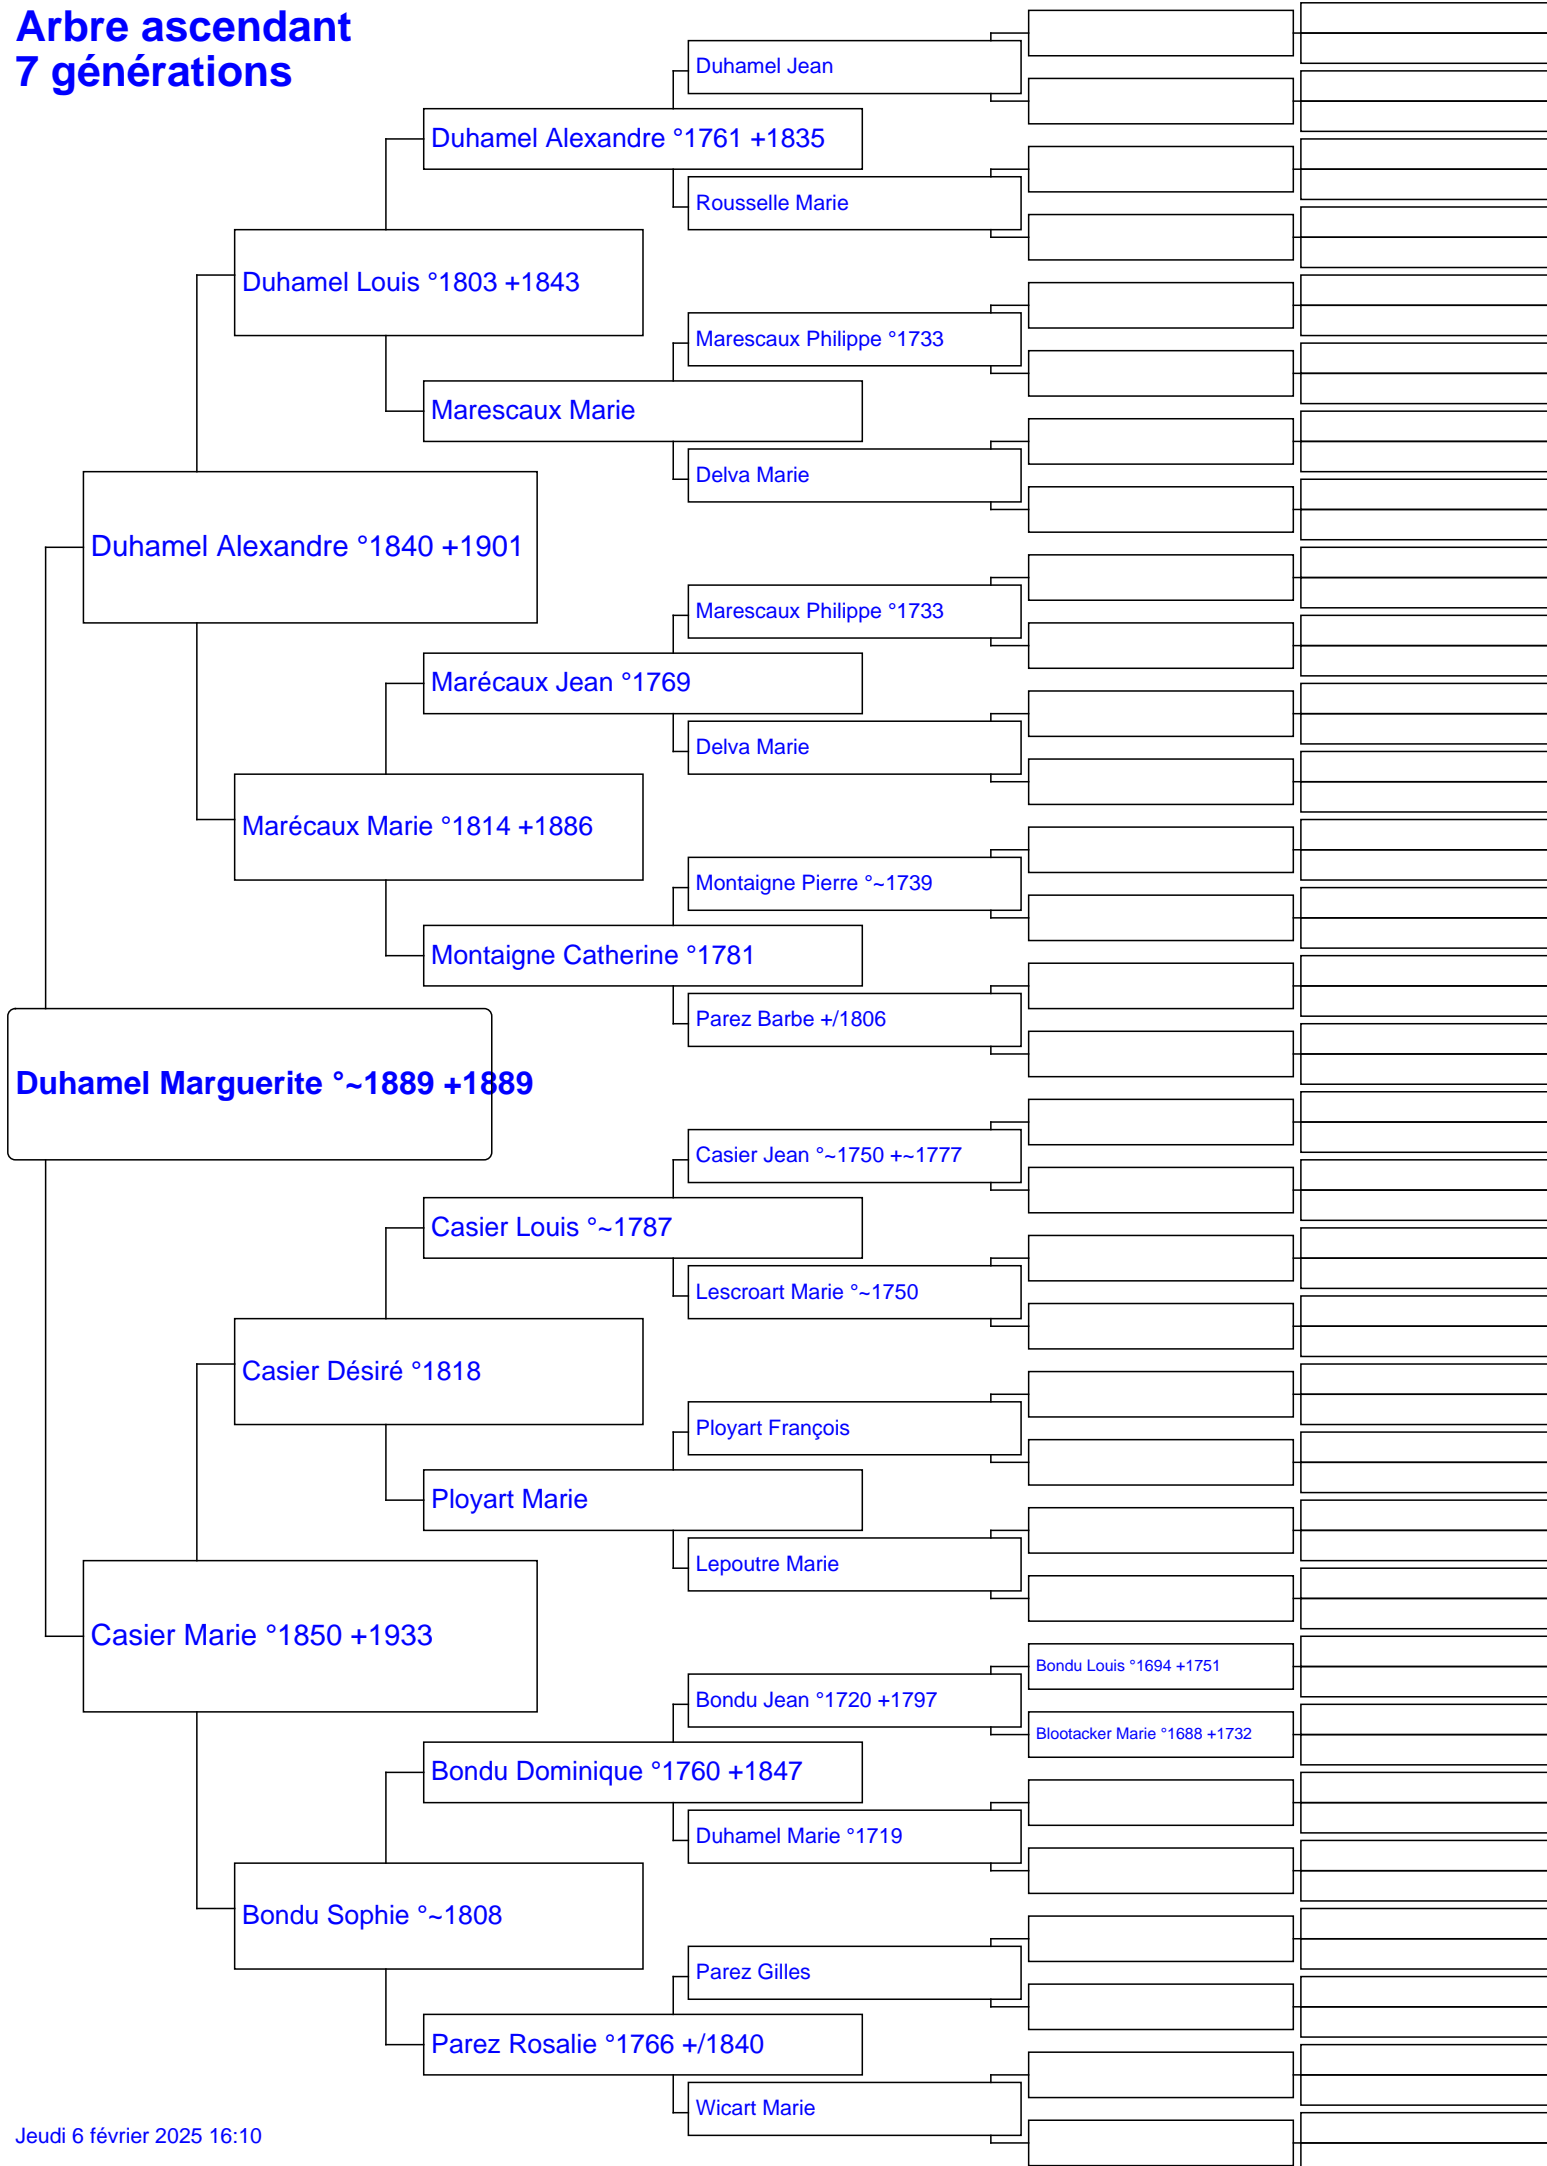 Arbre ascendant
7 générations
Duhamel Jean
Duhamel Alexandre °1761 +1835
Rousselle Marie
Duhamel Louis °1803 +1843
Marescaux Philippe °1733
Marescaux Marie
Delva Marie
Duhamel Alexandre °1840 +1901
Marescaux Philippe °1733
Marécaux Jean °1769
Delva Marie
Marécaux Marie °1814 +1886
Montaigne Pierre °~1739
Montaigne Catherine °1781
Parez Barbe +/1806
Duhamel Marguerite °~1889 +1889
Casier Jean °~1750 +~1777
Casier Louis °~1787
Lescroart Marie °~1750
Casier Désiré °1818
Ployart François
Ployart Marie
Lepoutre Marie
Casier Marie °1850 +1933
Bondu Louis °1694 +1751
Bondu Jean °1720 +1797
Blootacker Marie °1688 +1732
Bondu Dominique °1760 +1847
Duhamel Marie °1719
Bondu Sophie °~1808
Parez Gilles
Parez Rosalie °1766 +/1840
Wicart Marie
Jeudi 6 février 2025 16:10